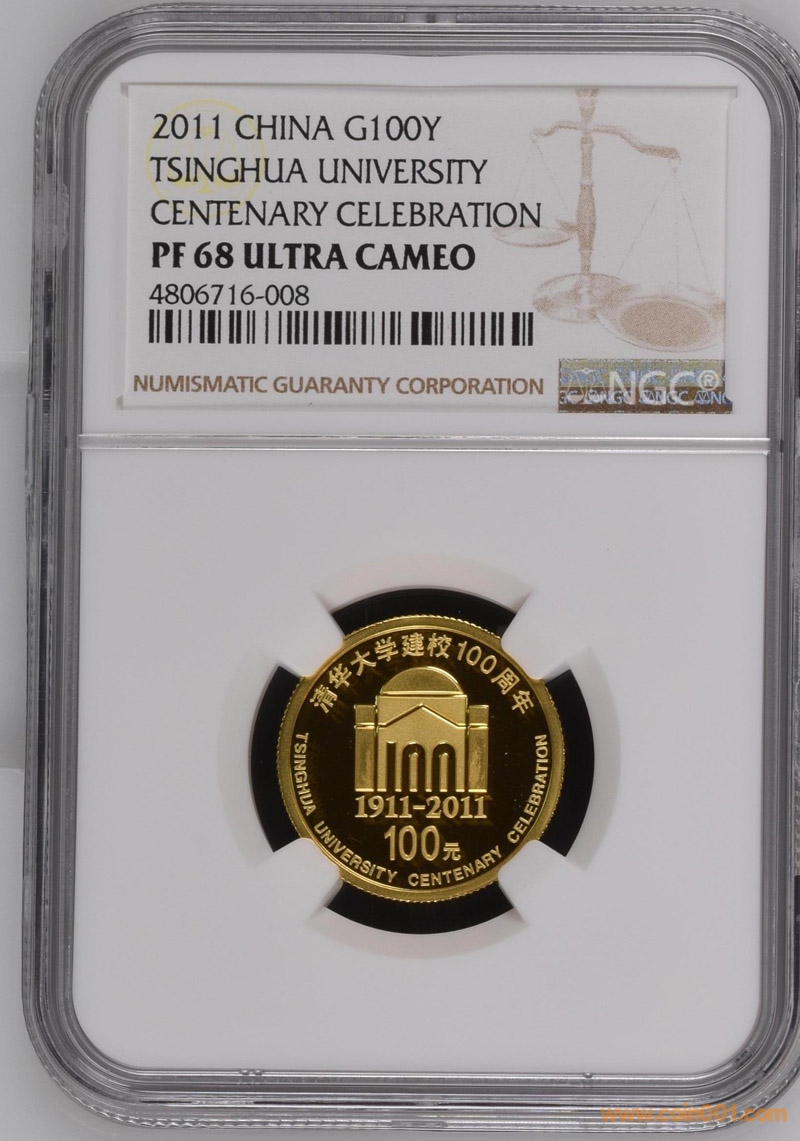 2011 CHINA G100Y
TSINGHUA UNIVERSITY
CENTENARY CELEBRATION
PF 68 ULTRA CAMEO
4806716-008
NUMISMATIC GUARANTY CORPORATION
NGC®
NGC NGC
清华大学建校100周年
1911-2011
100元
TSINGHUA UNIVERSITY CENTENARY CELEBRATION
www.coin001.com